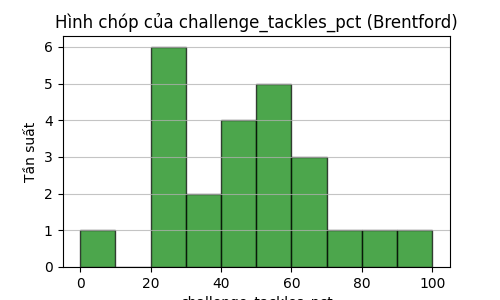 Hình chóp của challenge_tackles_pct (Brentford)
6
5
4
3
2
1
0
Tần suất
0 20 40 60 80 100
challenge_tackles_pct